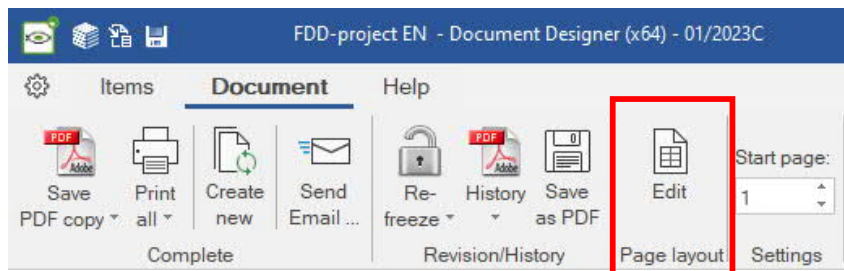 FDD-project EN - Document Designer (x64) - 01/2023C
Items Document Help
PDF Adobe PDF Adobe
Save Print Create Send Re- History Save Edit Start page:
PDF copy all new Email ... freeze as PDF 1
Complete Revision/History Page layout Settings